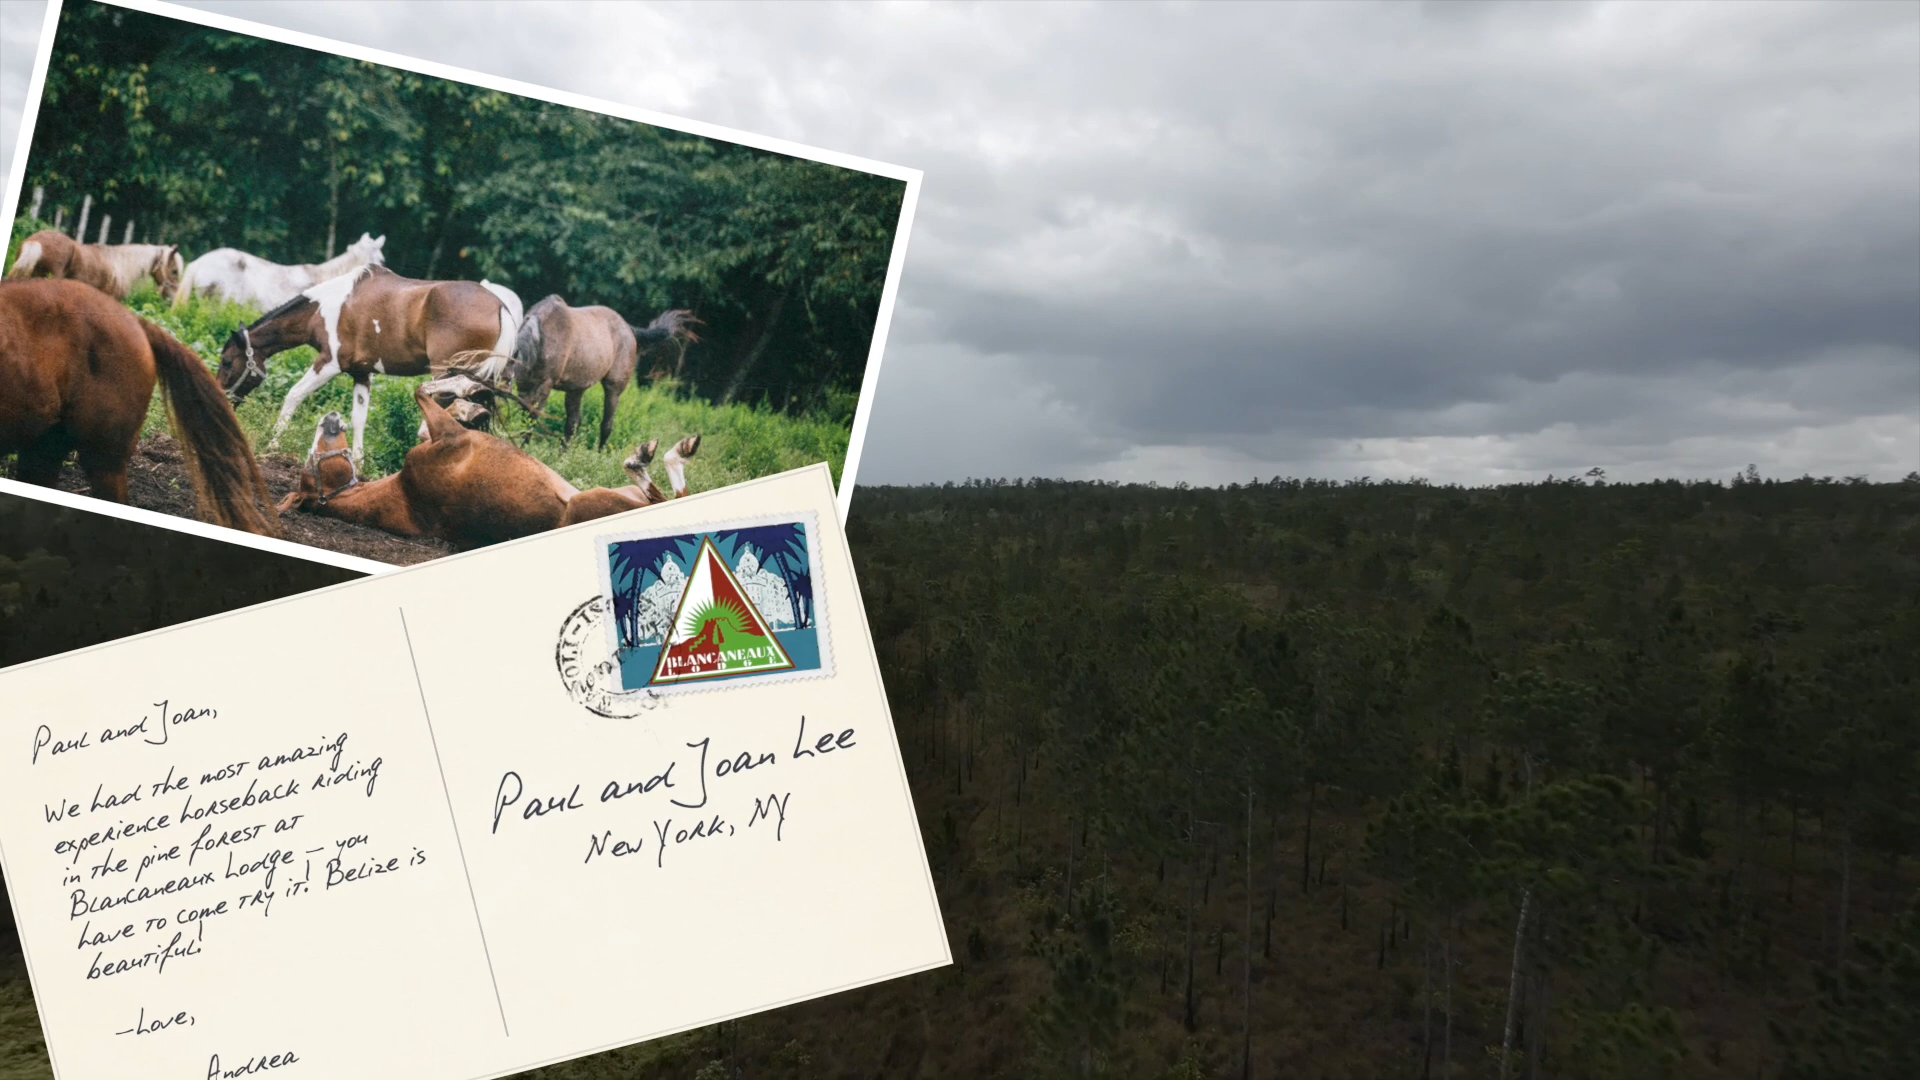 Paul and Joan,
We had the most amazing
experience horseback riding
in the pine forest at
Blancaneaux Lodge – you
have to come try it! Belize is
beautiful!
–Love,
Andrea
BLANCANEAUX
LODGE
Paul and Joan Lee
New York, NY